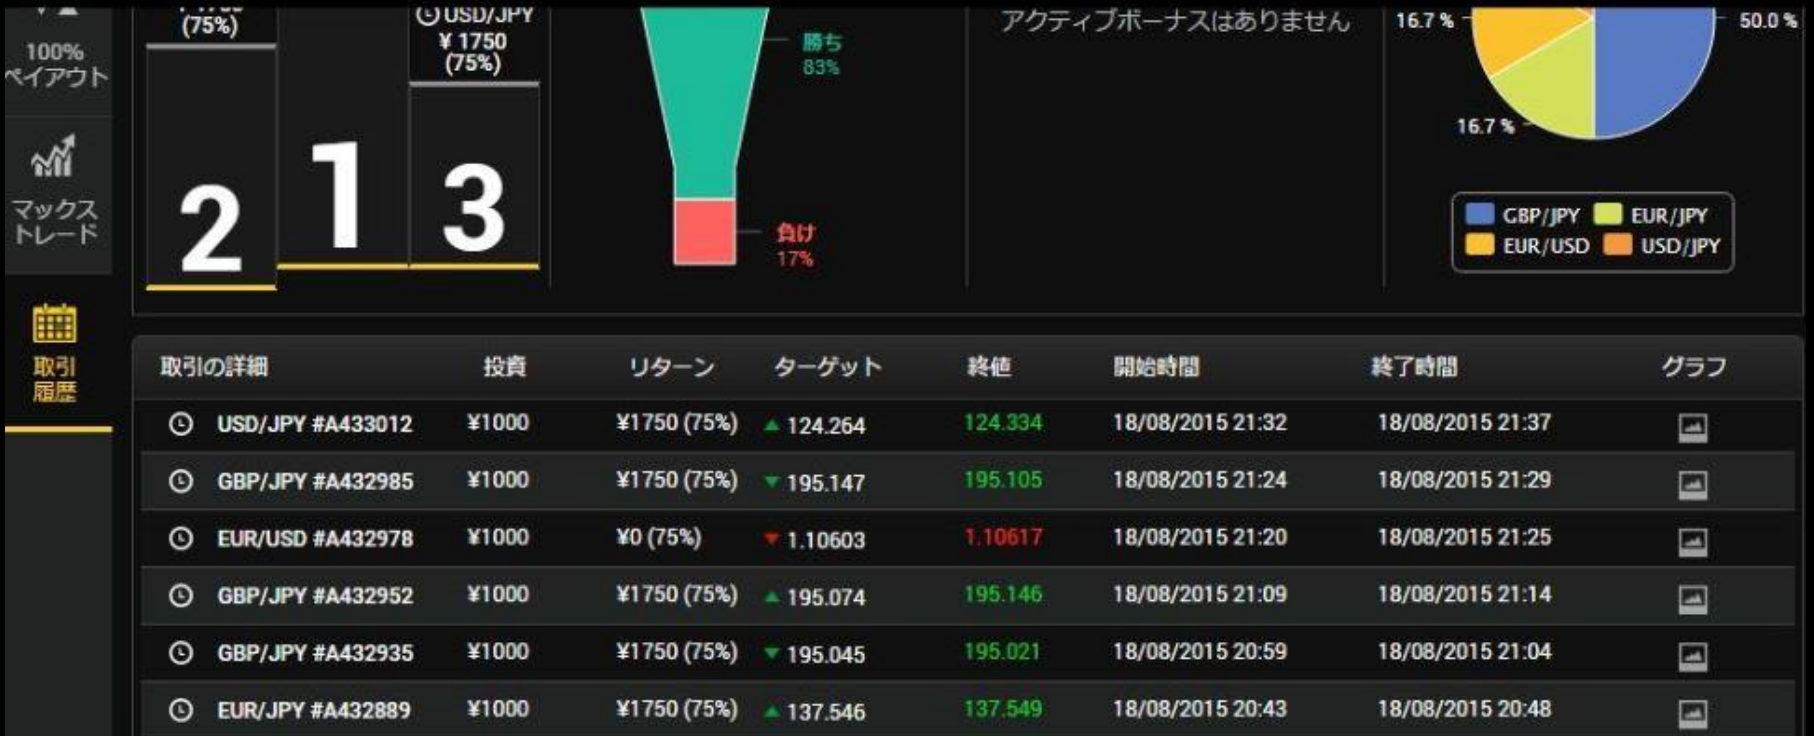 (75%)
100%
ペイアウト
マックス
トレード
取引
履歴
2
1
USD/JPY
¥ 1750
(75%)
3
勝ち
83%
負け
17%
アクティブボーナスはありません
16.7 %
50.0 %
16.7 %
GBP/JPY EUR/JPY
EUR/USD USD/JPY
取引の詳細 投資 リターン ターゲット 終値 開始時間 終了時間 グラフ
USD/JPY #A433012 ¥1000 ¥1750 (75%) ▲ 124.264 124.334 18/08/2015 21:32 18/08/2015 21:37
GBP/JPY #A432985 ¥1000 ¥1750 (75%) ▼ 195.147 195.105 18/08/2015 21:24 18/08/2015 21:29
EUR/USD #A432978 ¥1000 ¥0 (75%) ▼ 1.10603 1.10617 18/08/2015 21:20 18/08/2015 21:25
GBP/JPY #A432952 ¥1000 ¥1750 (75%) ▲ 195.074 195.146 18/08/2015 21:09 18/08/2015 21:14
GBP/JPY #A432935 ¥1000 ¥1750 (75%) ▼ 195.045 195.021 18/08/2015 20:59 18/08/2015 21:04
EUR/JPY #A432889 ¥1000 ¥1750 (75%) ▲ 137.546 137.549 18/08/2015 20:43 18/08/2015 20:48